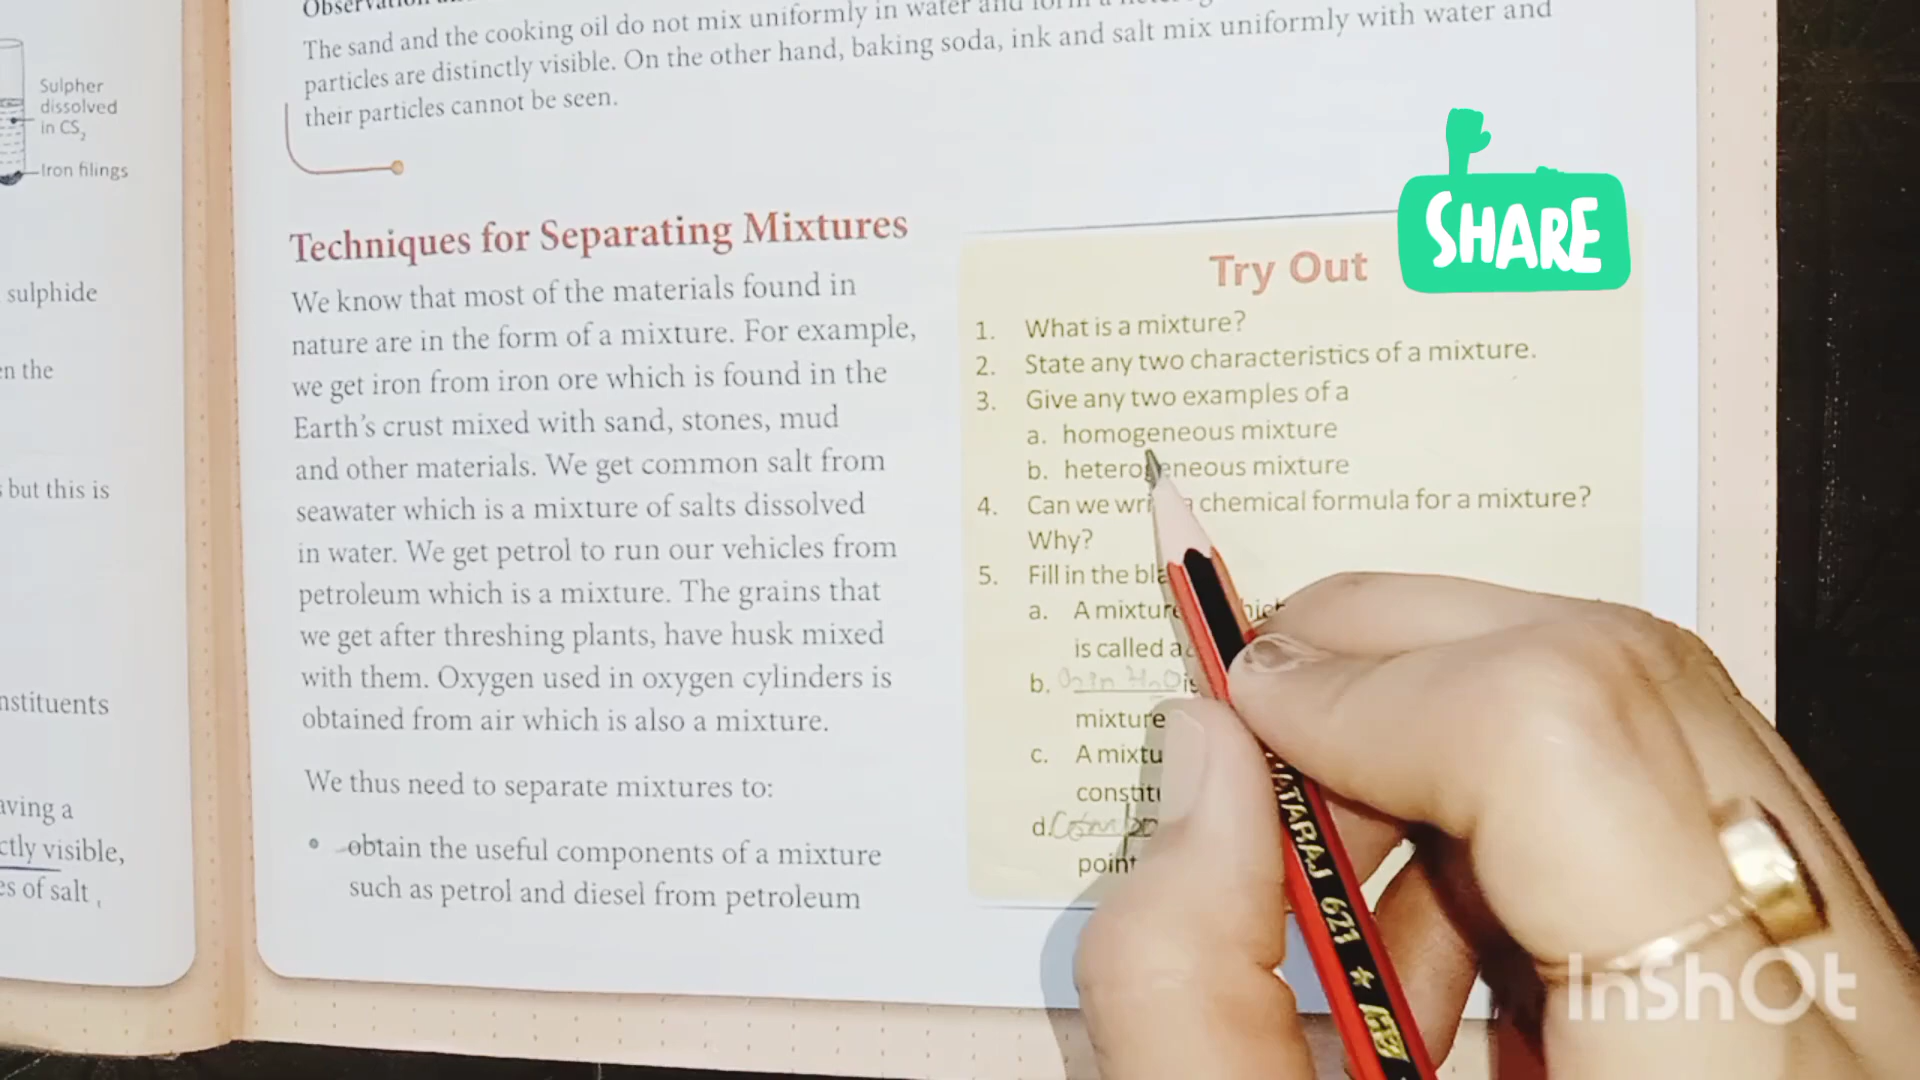 Sulpher
dissolved
in CS2
Iron filings
sulphide
en the
but this is
nstituents
aving a
ctly visible,
es of salt
The sand and the cooking oil do not mix uniformly in water and form a
particles are distinctly visible. On the other hand, baking soda, ink and salt mix uniformly with water and
their particles cannot be seen.
Techniques for Separating Mixtures
We know that most of the materials found in
nature are in the form of a mixture. For example,
we get iron from iron ore which is found in the
Earth's crust mixed with sand, stones, mud
and other materials. We get common salt from
seawater which is a mixture of salts dissolved
in water. We get petrol to run our vehicles from
petroleum which is a mixture. The grains that
we get after threshing plants, have husk mixed
with them. Oxygen used in oxygen cylinders is
obtained from air which is also a mixture.
We thus need to separate mixtures to:
• obtain the useful components of a mixture
such as petrol and diesel from petroleum
SHARE
Try Out
1. What is a mixture?
2. State any two characteristics of a mixture.
3. Give any two examples of a
a. homogeneous mixture
b. heterogeneous mixture
4. Can we wri a chemical formula for a mixture?
Why?
5. Fill in the bla
a. A mixture
is called a
b. in H2O is
mixture
c. A mixtu
constitu
d.
point
NATARAJ 621
InShOt